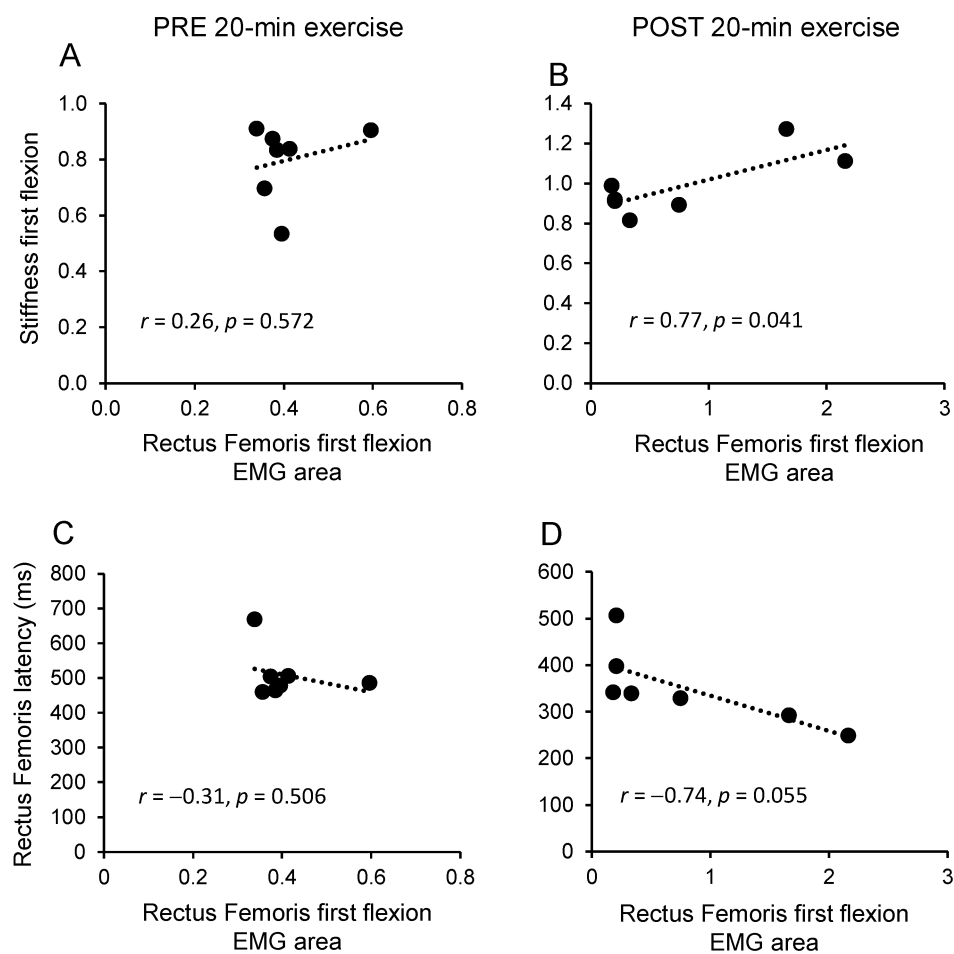 PRE 20-min exercise
POST 20-min exercise
A
Stiffness first flexion
1.0
0.8
0.6
0.4
0.2
0.0
0.0 0.2 0.4 0.6 0.8
r = 0.26, p = 0.572
Rectus Femoris first flexion
EMG area
B
1.4
1.2
1.0
0.8
0.6
0.4
0.2
0.0
0 1 2 3
r = 0.77, p = 0.041
Rectus Femoris first flexion
EMG area
C
Rectus Femoris latency (ms)
800
700
600
500
400
300
200
100
0
0 0.2 0.4 0.6 0.8
r = −0.31, p = 0.506
Rectus Femoris first flexion
EMG area
D
600
500
400
300
200
100
0
0 1 2 3
r = −0.74, p = 0.055
Rectus Femoris first flexion
EMG area